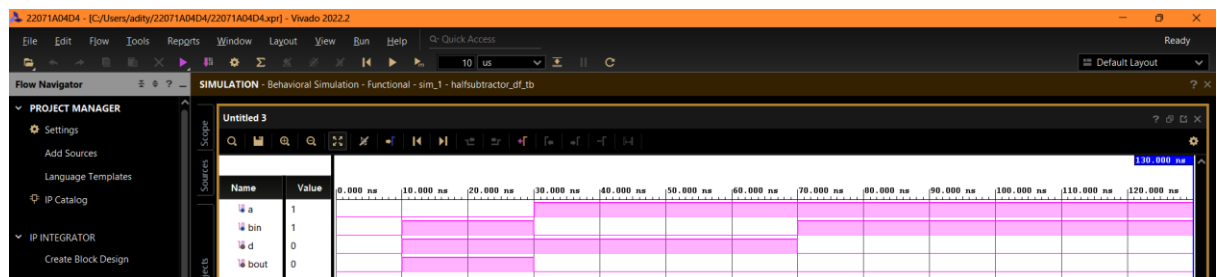 22071A04D4 - [C:/Users/adity/22071A04D4/22071A04D4.xpr] - Vivado 2022.2
File Edit Flow Tools Reports Window Layout View Run Help Q- Quick Access Ready
10 us Default Layout
Flow Navigator SIMULATION - Behavioral Simulation - Functional - sim_1 - halfsubtractor_df_tb
PROJECT MANAGER
Settings
Add Sources
Language Templates
IP Catalog
IP INTEGRATOR
Create Block Design
Scope
Sources
Untitled 3
130.000 ns
Name Value 0.000 ns 10.000 ns 20.000 ns 30.000 ns 40.000 ns 50.000 ns 60.000 ns 70.000 ns 80.000 ns 90.000 ns 100.000 ns 110.000 ns 120.000 ns
a 1
bin 1
d 0
bout 0